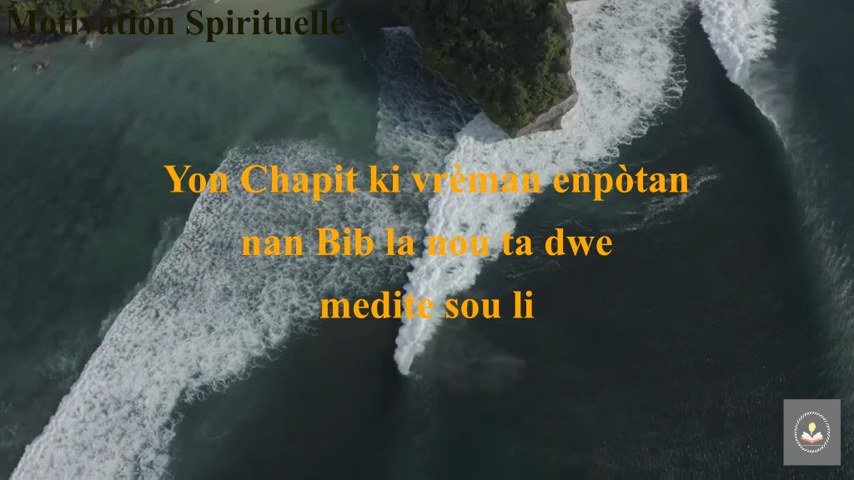 Motivation Spirituelle
Yon Chapit ki vrèman enpòtan
nan Bib la nou ta dwe
medite sou li